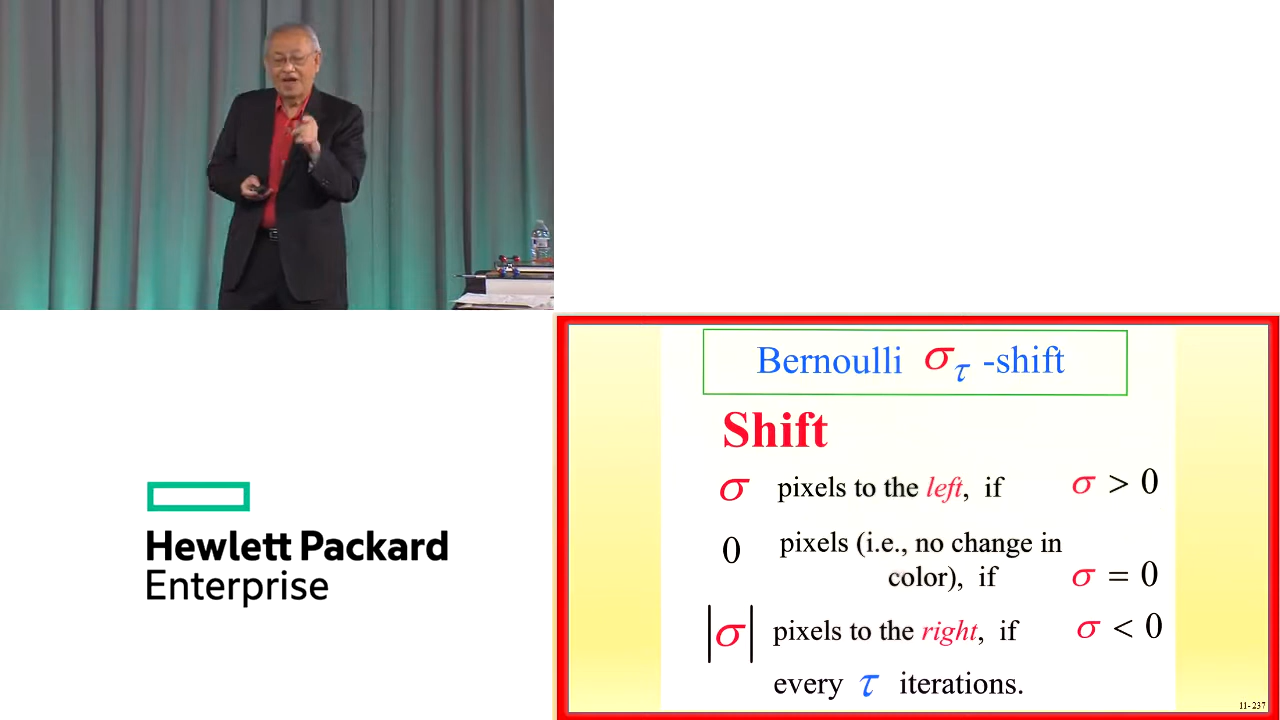 Hewlett Packard
Enterprise
Bernoulli σ_τ -shift
Shift
σ pixels to the left, if σ > 0
0 pixels (i.e., no change in
color), if σ = 0
|σ| pixels to the right, if σ < 0
every τ iterations.
11-237